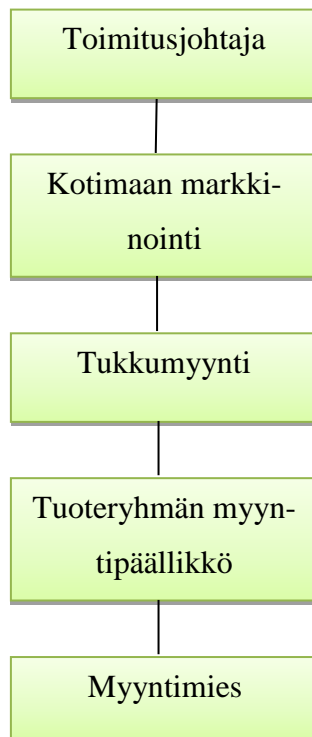 Toimitusjohtaja
Kotimaan markki-
nointi
Tukkumyynti
Tuoteryhmän myyn-
tipäällikkö
Myyntimies